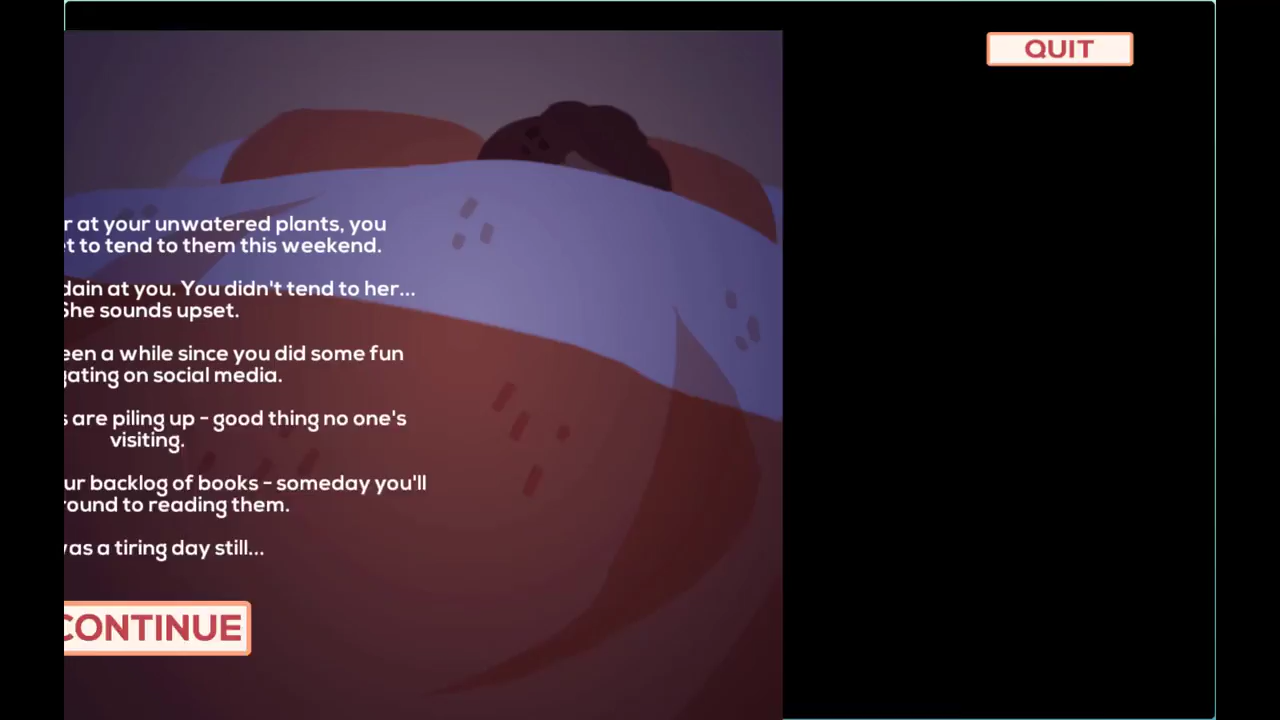 QUIT
r at your unwatered plants, you
et to tend to them this weekend.
dain at you. You didn't tend to her...
She sounds upset.
een a while since you did some fun
gating on social media.
s are piling up - good thing no one's
visiting.
ur backlog of books - someday you'll
round to reading them.
was a tiring day still...
CONTINUE